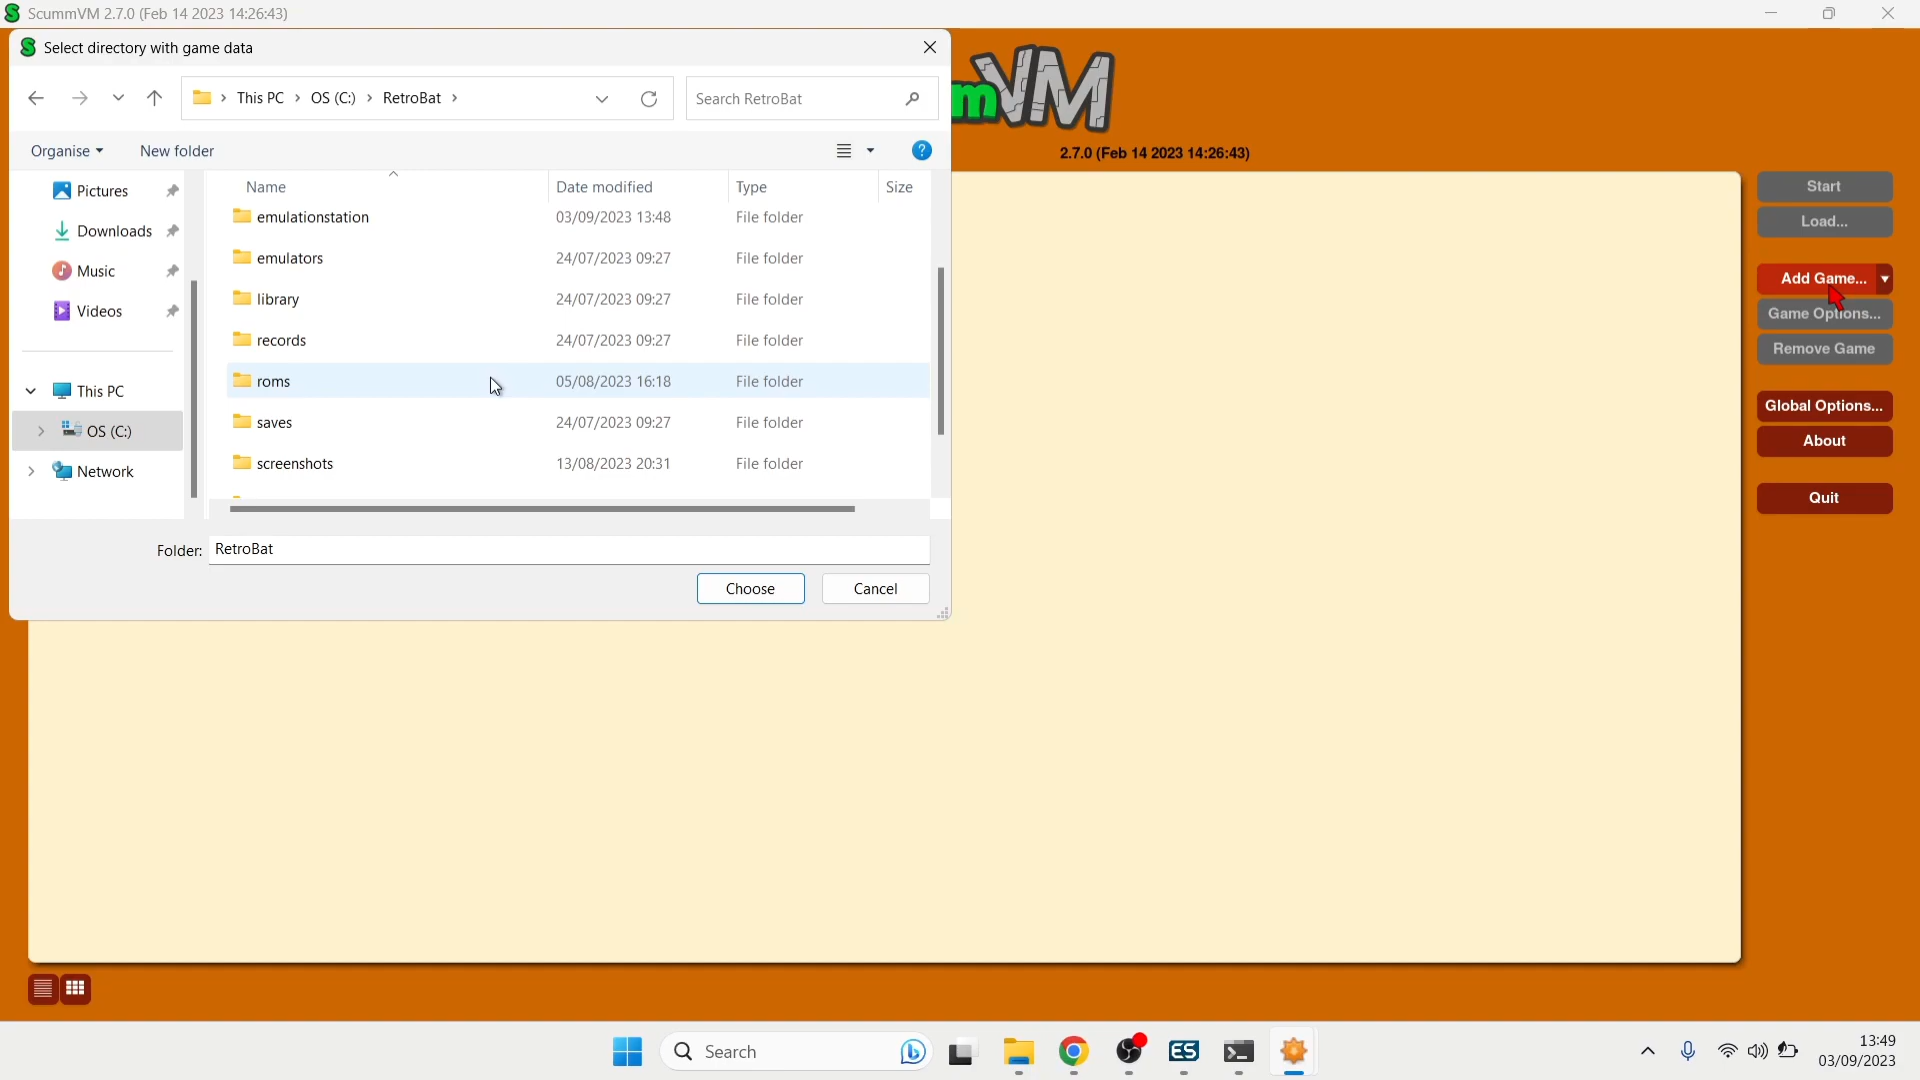 ScummVM 2.7.0 (Feb 14 2023 14:26:43)
Select directory with game data
This PC > OS (C:) > RetroBat >
Search RetroBat
Organise
New folder
Name
Date modified
Type
Size
Pictures
Downloads
Music
Videos
This PC
OS (C:)
Network
emulationstation 03/09/2023 13:48 File folder
emulators 24/07/2023 09:27 File folder
library 24/07/2023 09:27 File folder
records 24/07/2023 09:27 File folder
roms 05/08/2023 16:18 File folder
saves 24/07/2023 09:27 File folder
screenshots 13/08/2023 20:31 File folder
Folder: RetroBat
Choose
Cancel
mVM
2.7.0 (Feb 14 2023 14:26:43)
Start
Load...
Add Game...
Game Options...
Remove Game
Global Options...
About
Quit
Search
ES
13:49
03/09/2023